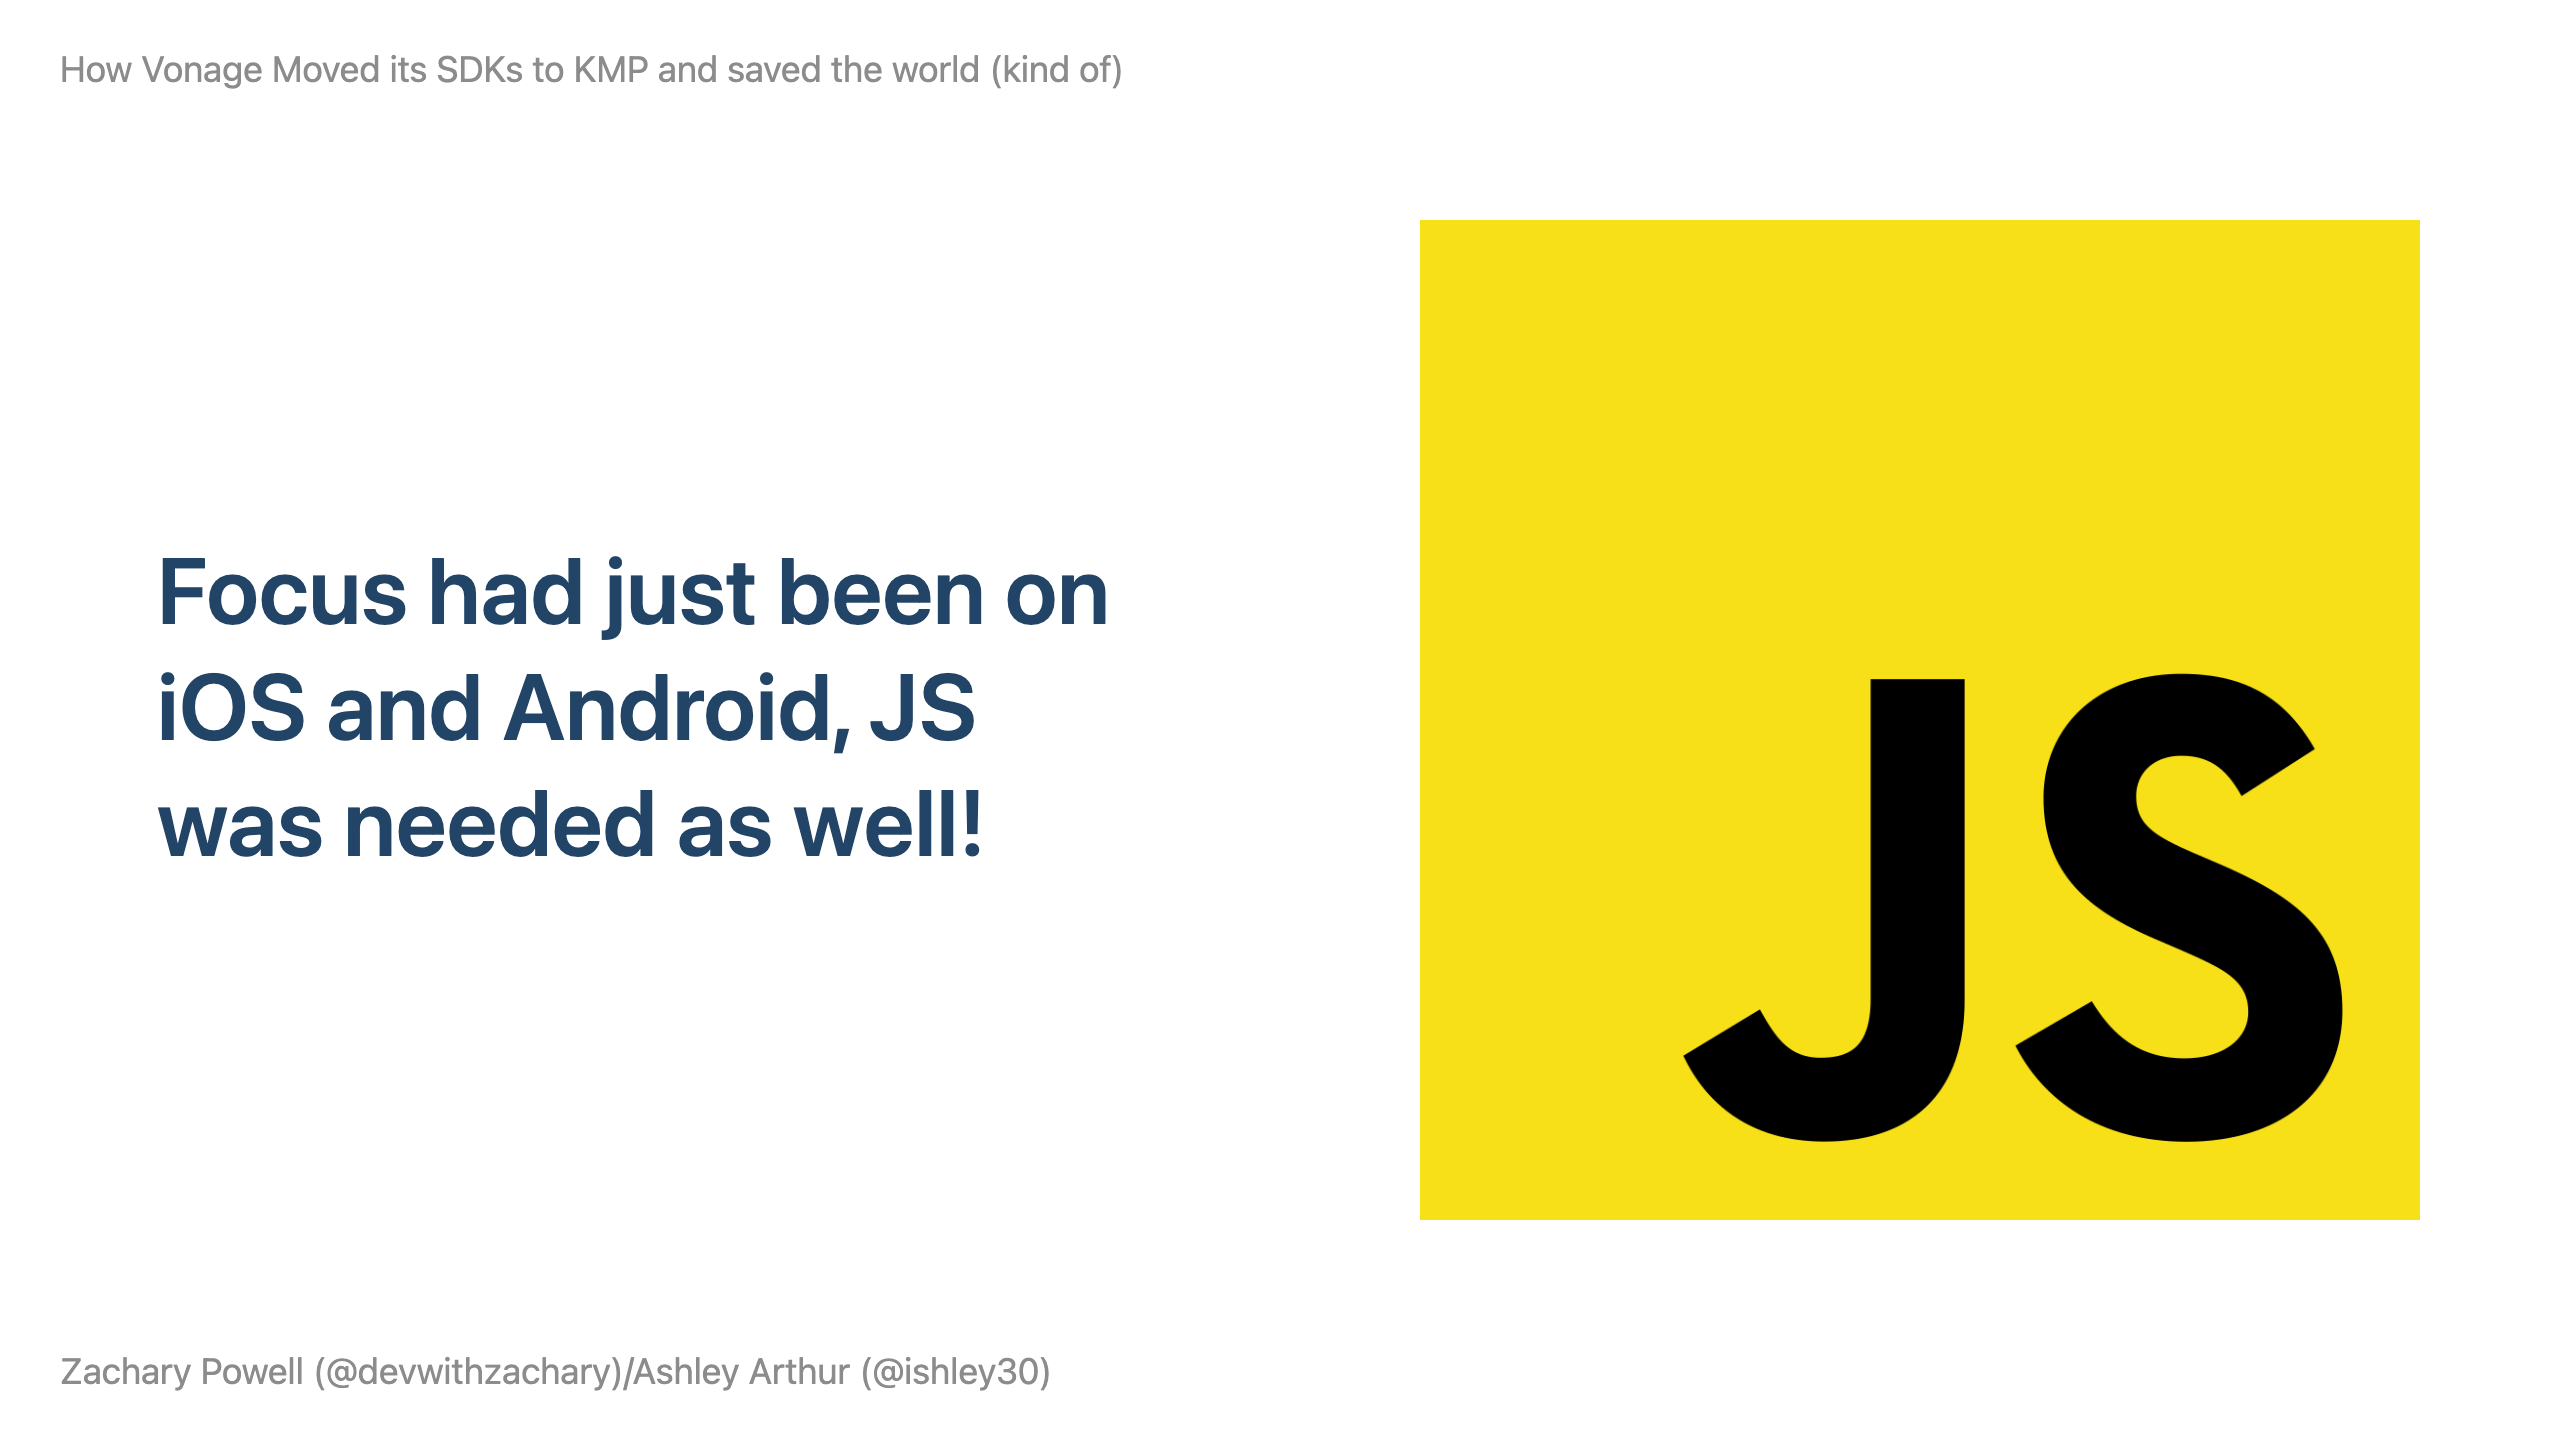 How Vonage Moved its SDKs to KMP and saved the world (kind of)
Focus had just been on
iOS and Android, JS
was needed as well!
JS
Zachary Powell (@devwithzachary)/Ashley Arthur (@ishley30)